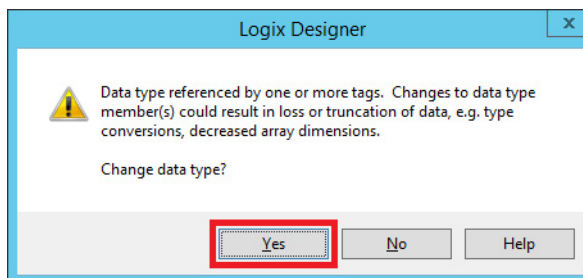 Logix Designer
x
Data type referenced by one or more tags. Changes to data type
member(s) could result in loss or truncation of data, e.g. type
conversions, decreased array dimensions.
Change data type?
Yes No Help